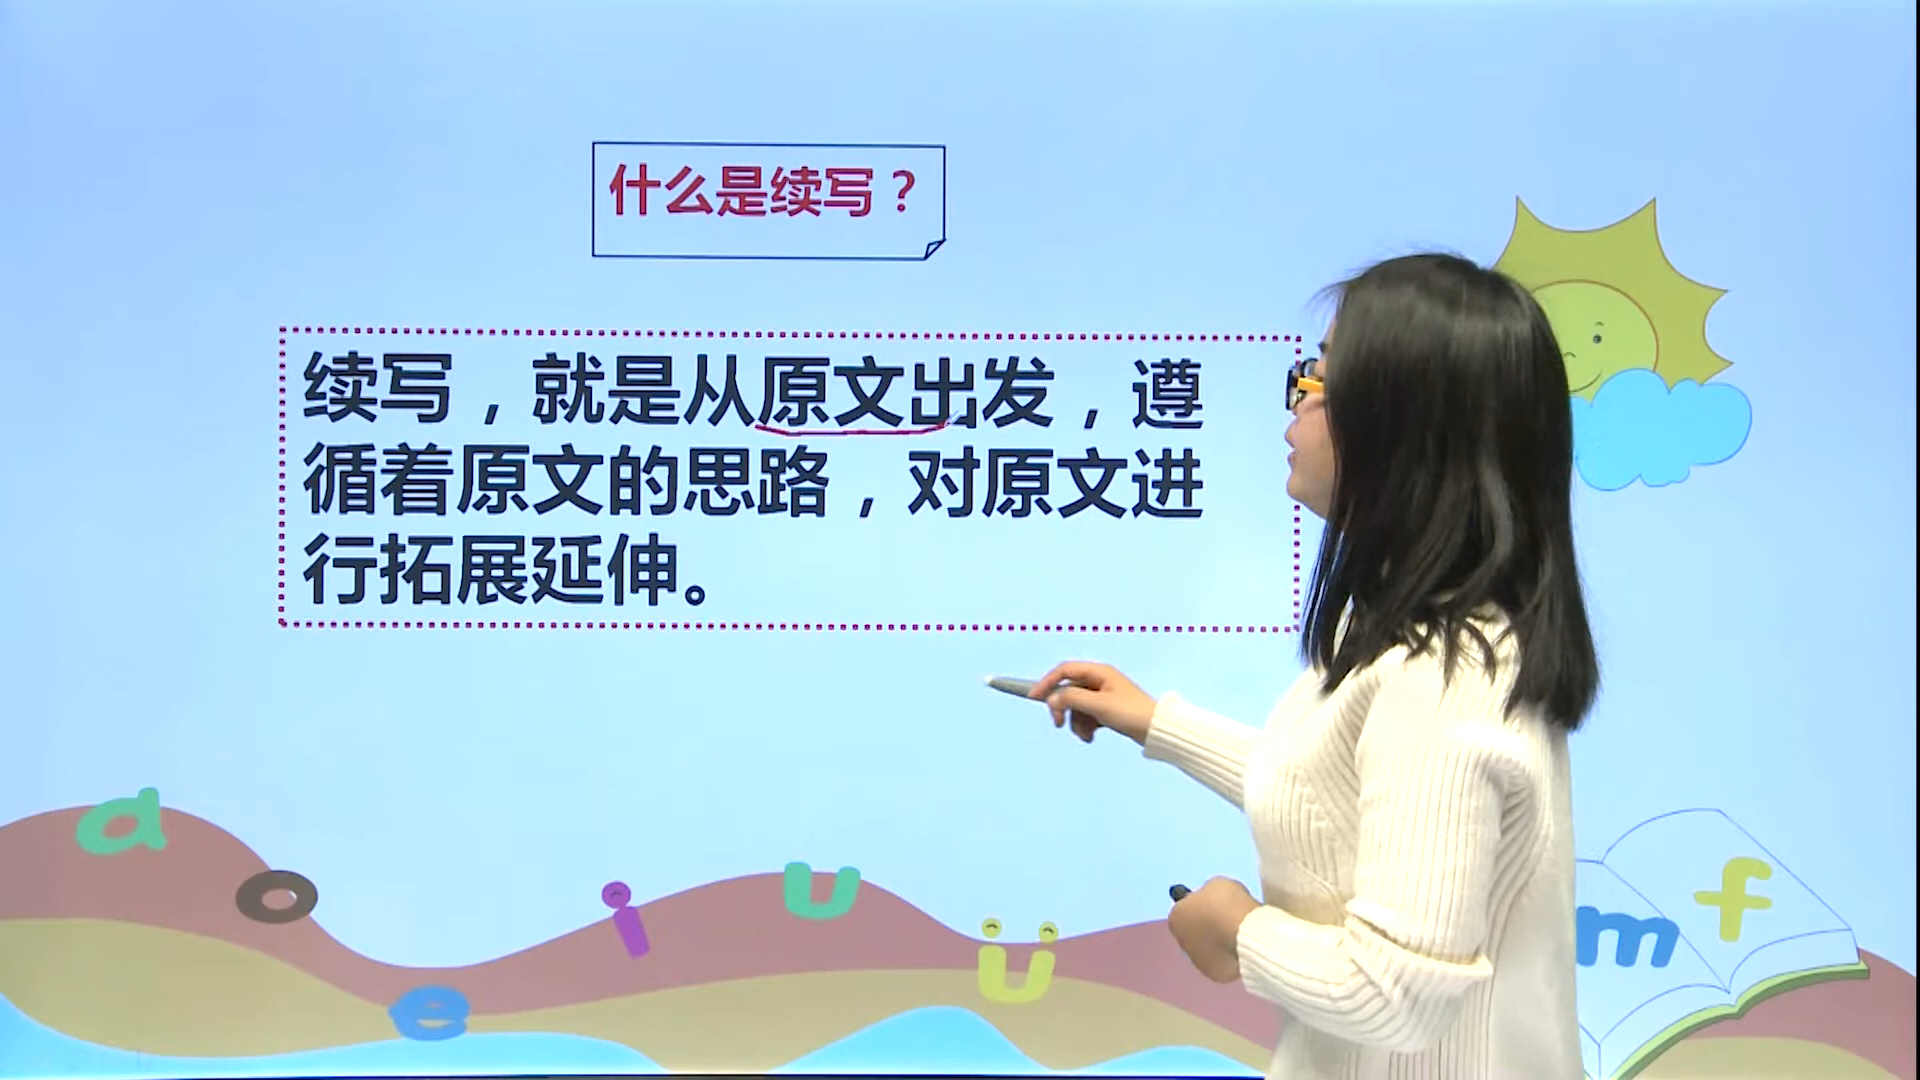 什么是续写？
续写，就是从原文出发，遵
循着原文的思路，对原文进
行拓展延伸。
a
o
e
i
u
ü
m
f